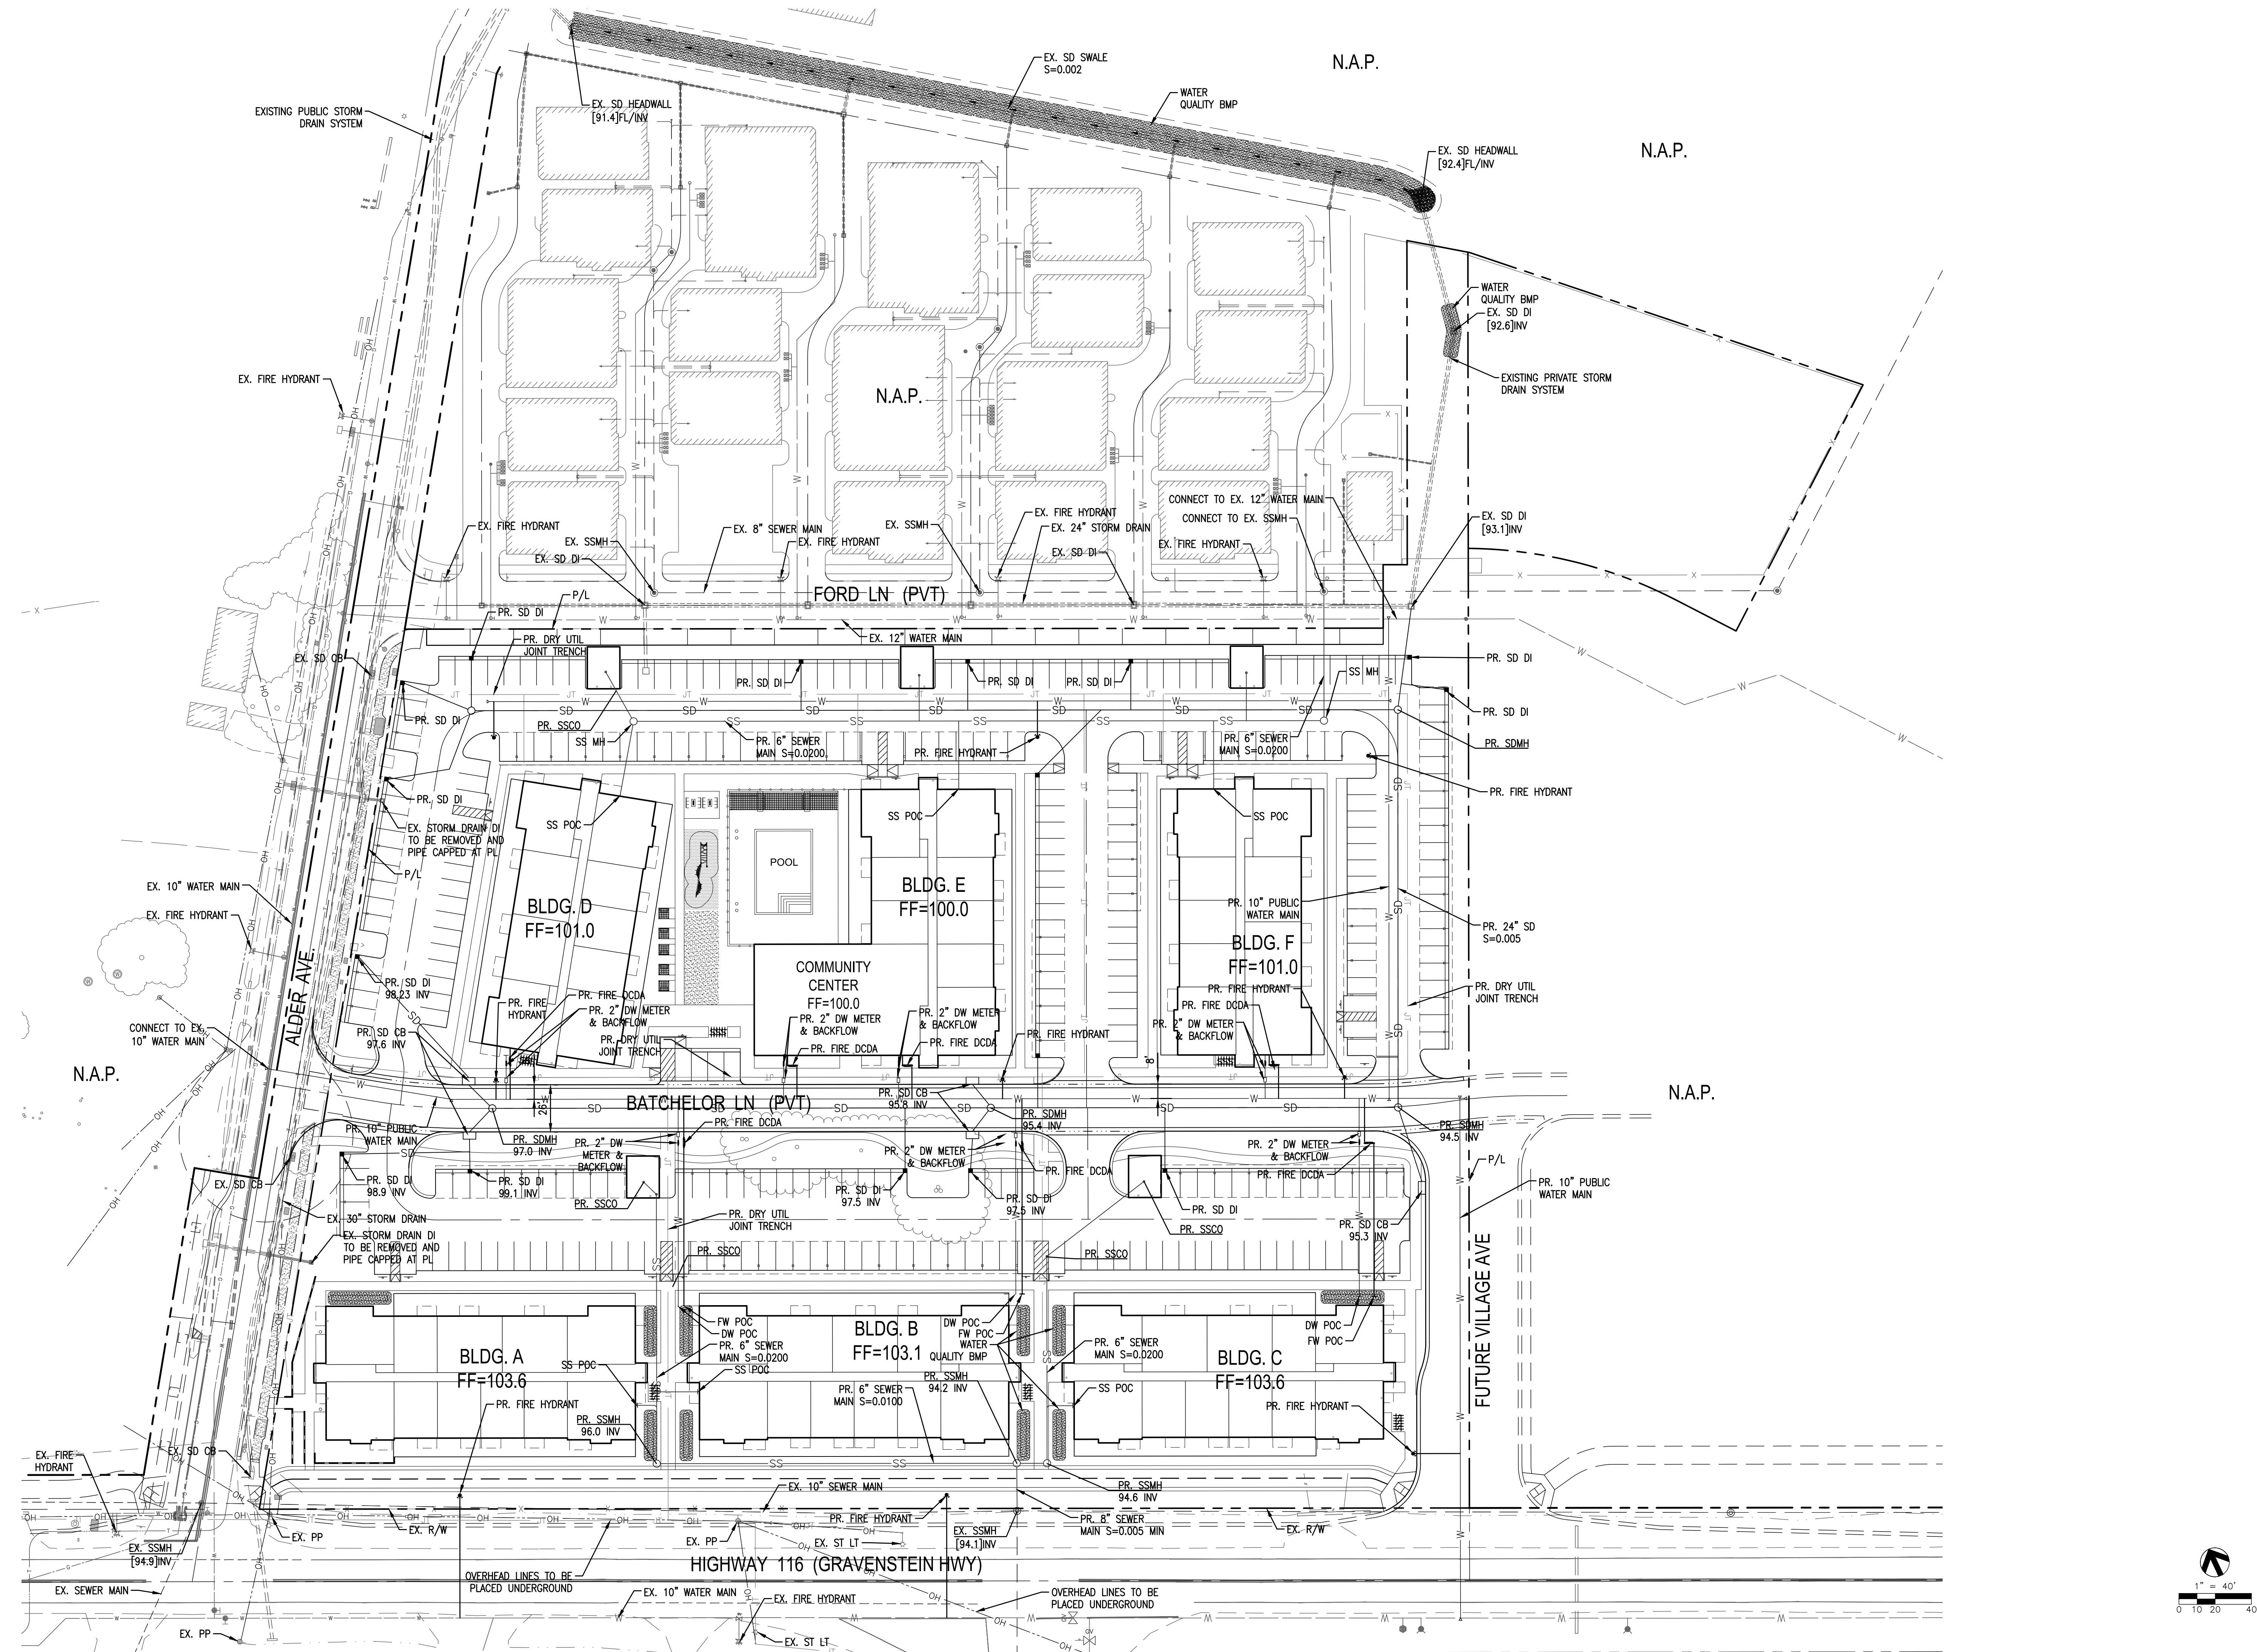 N.A.P.
EX. SD SWALE
S=0.002
WATER
QUALITY BMP
EX. SD HEADWALL
[91.4]FL/INV
EXISTING PUBLIC STORM
DRAIN SYSTEM
N.A.P.
EX. SD HEADWALL
[92.4]FL/INV
WATER
QUALITY BMP
EX. SD DI
[92.6]INV
EX. FIRE HYDRANT
EXISTING PRIVATE STORM
DRAIN SYSTEM
N.A.P.
CONNECT TO EX. 12" WATER MAIN
CONNECT TO EX. SSMH
EX. FIRE HYDRANT
EX. SSMH
EX. SD DI
EX. 8" SEWER MAIN
EX. FIRE HYDRANT
EX. SSMH
EX. FIRE HYDRANT
EX. 24" STORM DRAIN
EX. SD DI
EX. FIRE HYDRANT
EX. SD DI
[93.1]INV
FORD LN (PVT)
P/L
PR. SD DI
EX. 12" WATER MAIN
PR. DRY UTIL
JOINT TRENCH
EX. SD CB
PR. SD DI
PR. SD DI
PR. SD DI
SS MH
PR. SD DI
PR. SD DI
PR. SD DI
PR. SSCO
SS MH
PR. 6" SEWER
MAIN S=0.0200
PR. FIRE HYDRANT
PR. 6" SEWER
MAIN S=0.0200
PR. SDMH
PR. FIRE HYDRANT
PR. SD DI
EX. STORM DRAIN DI
TO BE REMOVED AND
PIPE CAPPED AT PL
P/L
SS POC
SS POC
SS POC
POOL
EX. 10" WATER MAIN
EX. FIRE HYDRANT
BLDG. D
FF=101.0
BLDG. E
FF=100.0
PR. 10" PUBLIC
WATER MAIN
BLDG. F
FF=101.0
PR. 24" SD
S=0.005
COMMUNITY
CENTER
FF=100.0
ALDER AVE.
PR. SD DI
98.23 INV
PR. FIRE
HYDRANT
PR. FIRE DCDA
PR. 2" DW METER
& BACKFLOW
PR. DRY UTIL
JOINT TRENCH
PR. 2" DW METER
& BACKFLOW
PR. FIRE DCDA
PR. 2" DW METER
& BACKFLOW
PR. FIRE DCDA
PR. FIRE HYDRANT
PR. FIRE HYDRANT
PR. FIRE DCDA
PR. 2" DW METER
& BACKFLOW
PR. DRY UTIL
JOINT TRENCH
CONNECT TO EX.
10" WATER MAIN
PR. SD CB
97.6 INV
N.A.P.
N.A.P.
26'
8'
BATCHELOR LN (PVT)
PR. SD CB
95.8 INV
PR. SDMH
95.4 INV
PR. SDMH
94.5 INV
PR. 10" PUBLIC
WATER MAIN
PR. SDMH
97.0 INV
PR. 2" DW
METER &
BACKFLOW
PR. FIRE DCDA
PR. 2" DW METER
& BACKFLOW
PR. FIRE DCDA
PR. 2" DW METER
& BACKFLOW
PR. FIRE DCDA
P/L
EX. SD CB
PR. SD DI
98.9 INV
PR. SD DI
99.1 INV
PR. SSCO
PR. SD DI
97.5 INV
PR. SD DI
97.5 INV
PR. SD DI
PR. SSCO
PR. SD CB
95.3 INV
PR. 10" PUBLIC
WATER MAIN
EX. 30" STORM DRAIN
EX. STORM DRAIN DI
TO BE REMOVED AND
PIPE CAPPED AT PL
PR. DRY UTIL
JOINT TRENCH
PR. SSCO
PR. SSCO
FUTURE VILLAGE AVE
FW POC
DW POC
PR. 6" SEWER
MAIN S=0.0200
SS POC
SS POC
BLDG. A
FF=103.6
BLDG. B
FF=103.1
DW POC
FW POC
WATER
QUALITY BMP
PR. 6" SEWER
MAIN S=0.0200
BLDG. C
FF=103.6
DW POC
FW POC
PR. SSMH
94.2 INV
SS POC
PR. FIRE HYDRANT
PR. FIRE HYDRANT
PR. SSMH
96.0 INV
PR. 6" SEWER
MAIN S=0.0100
EX. FIRE
HYDRANT
EX. SD CB
EX. 10" SEWER MAIN
PR. SSMH
94.6 INV
EX. PP
EX. R/W
PR. FIRE HYDRANT
PR. 8" SEWER
MAIN S=0.005 MIN
EX. R/W
EX. SSMH
[94.9]INV
EX. PP
EX. ST LT
EX. SSMH
[94.1]INV
HIGHWAY 116 (GRAVENSTEIN HWY)
EX. SEWER MAIN
OVERHEAD LINES TO BE
PLACED UNDERGROUND
EX. 10" WATER MAIN
EX. FIRE HYDRANT
OVERHEAD LINES TO BE
PLACED UNDERGROUND
EX. PP
EX. ST LT
1" = 40'
0 10 20 40